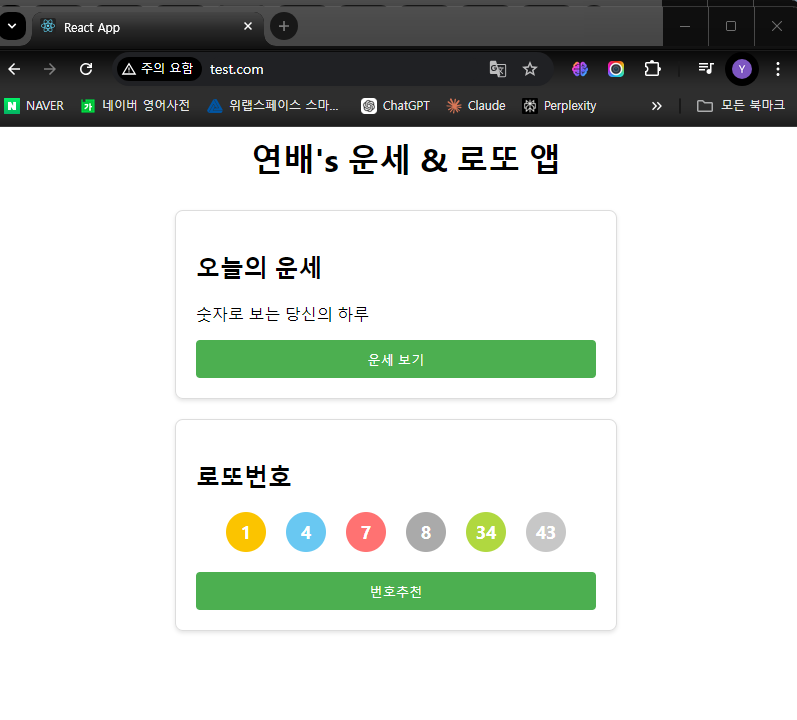 React App
주의 요함 test.com
NAVER 네이버 영어사전 위랩스페이스 스마... ChatGPT Claude Perplexity » 모든 북마크
연배's 운세 & 로또 앱
오늘의 운세
숫자로 보는 당신의 하루
운세 보기
로또번호
1 4 7 8 34 43
번호추천